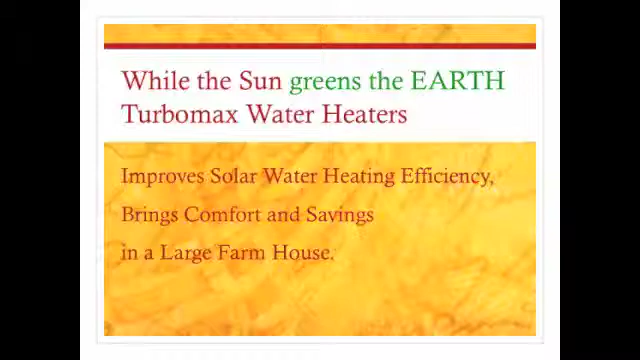 While the Sun greens the EARTH
Turbomax Water Heaters
Improves Solar Water Heating Efficiency,
Brings Comfort and Savings
in a Large Farm House.